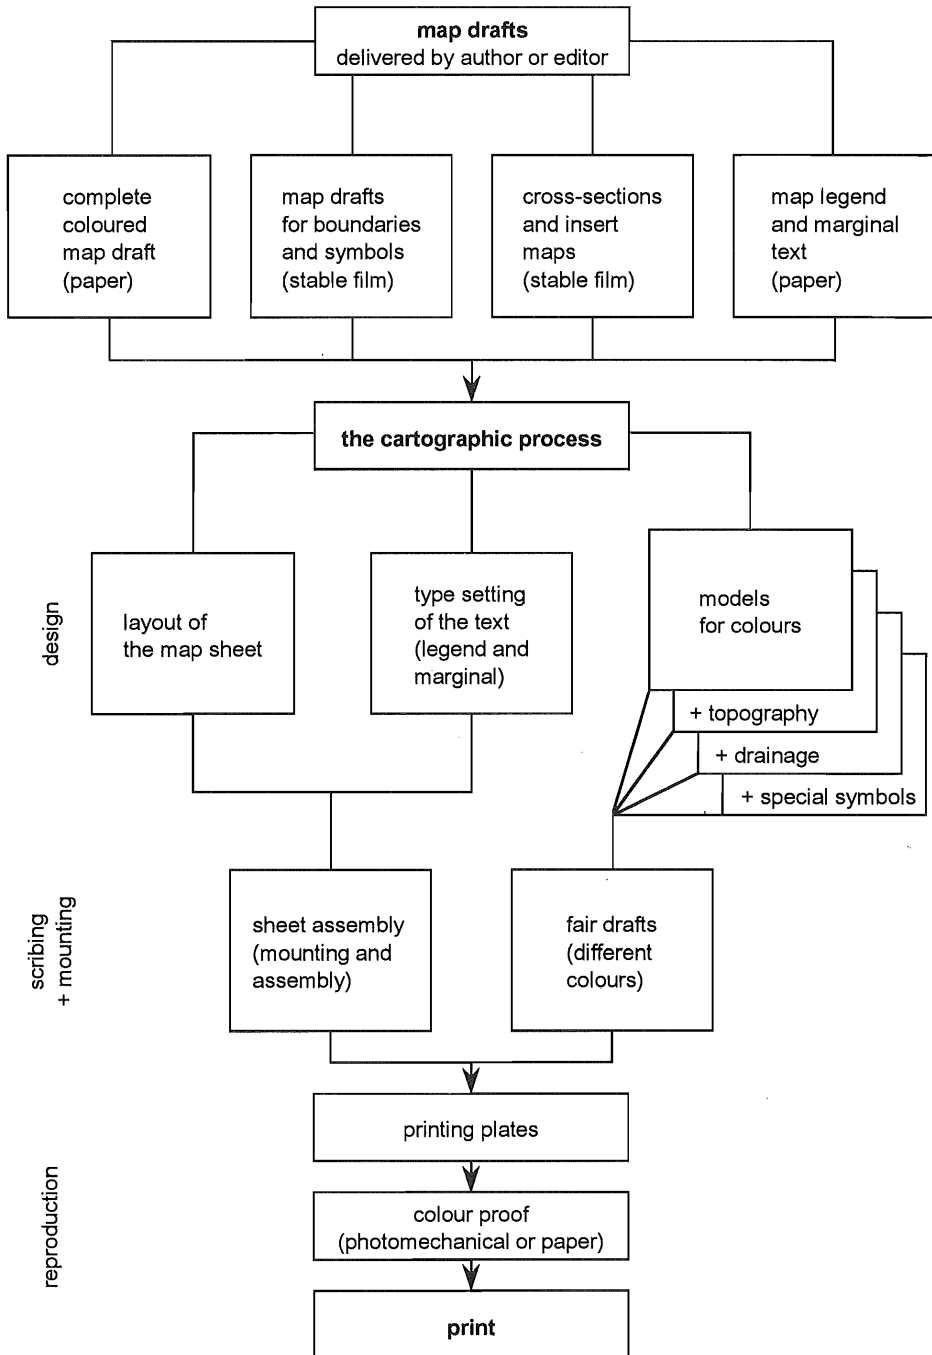 map drafts
delivered by author or editor
complete
coloured
map draft
(paper)
map drafts
for boundaries
and symbols
(stable film)
cross-sections
and insert
maps
(stable film)
map legend
and marginal
text
(paper)
the cartographic process
design
layout of
the map sheet
type setting
of the text
(legend and
marginal)
models
for colours
+ topography
+ drainage
+ special symbols
scribing
+ mounting
sheet assembly
(mounting and
assembly)
fair drafts
(different
colours)
reproduction
printing plates
colour proof
(photomechanical or paper)
print